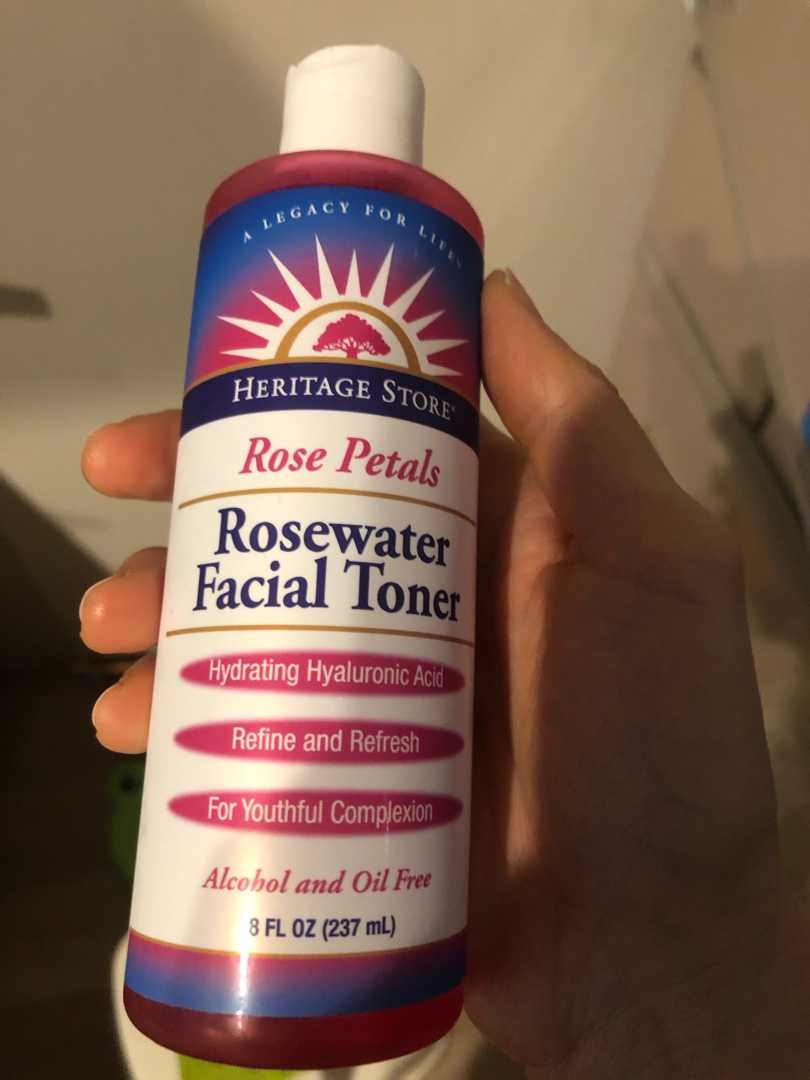 A LEGACY FOR LIFE™
HERITAGE STORE®
Rose Petals
Rosewater
Facial Toner
Hydrating Hyaluronic Acid
Refine and Refresh
For Youthful Complexion
Alcohol and Oil Free
8 FL OZ (237 mL)